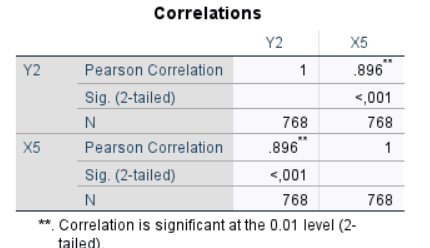 Correlations
Y2 X5
Y2 Pearson Correlation 1 .896**
Sig. (2-tailed) <,001
N 768 768
X5 Pearson Correlation .896** 1
Sig. (2-tailed) <,001
N 768 768
**. Correlation is significant at the 0.01 level (2-
tailed).